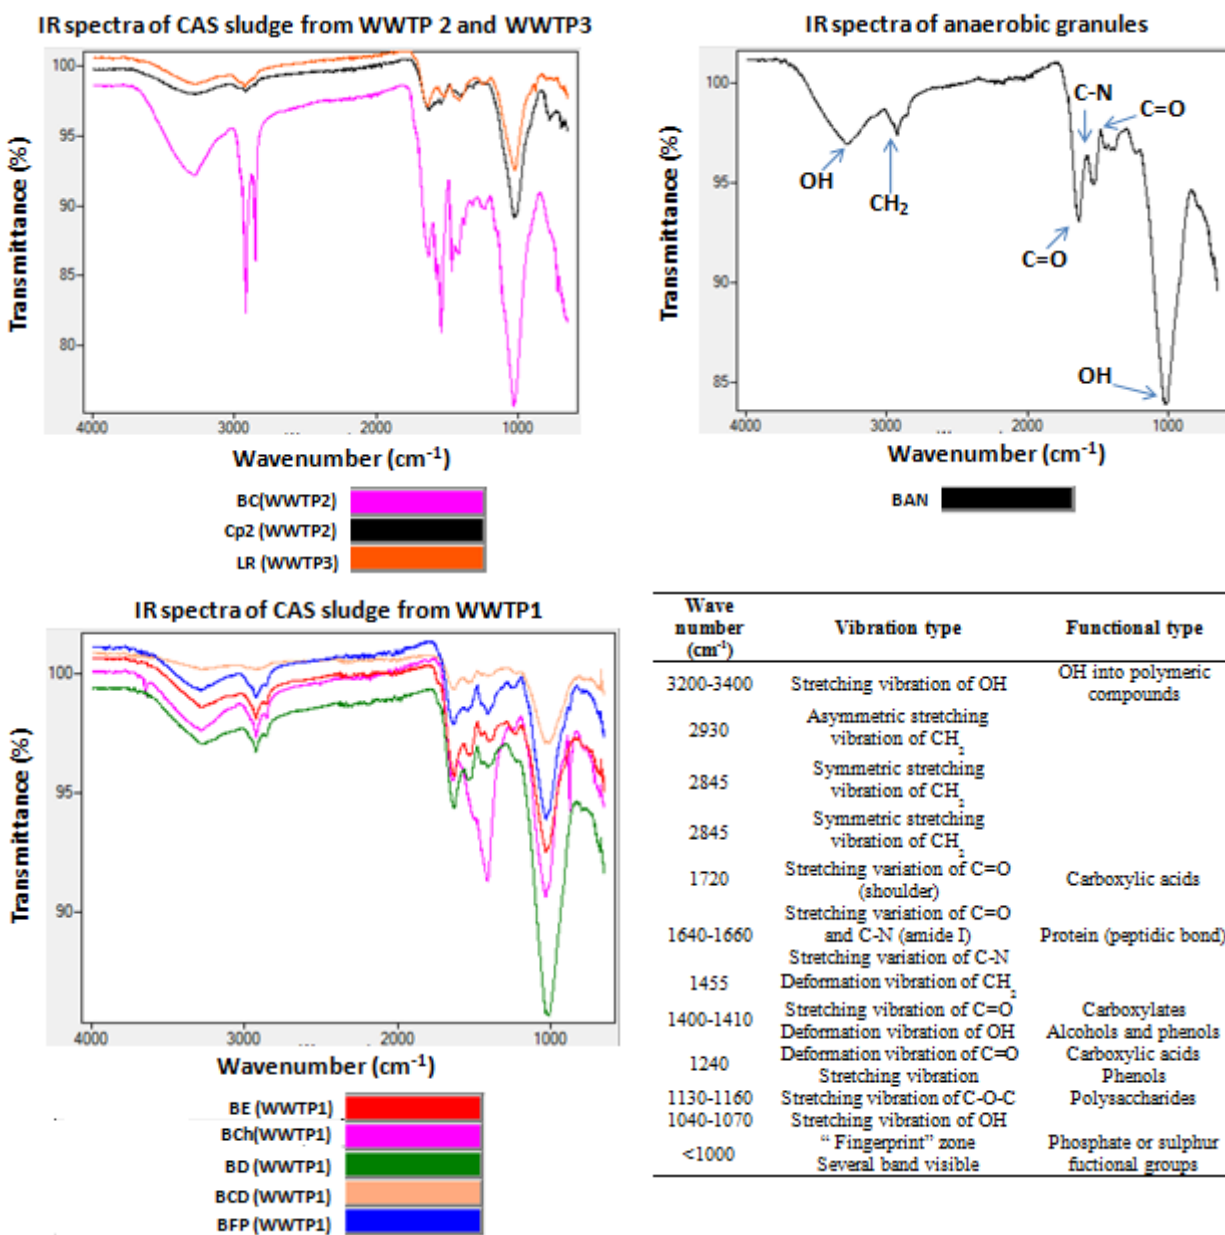 IR spectra of CAS sludge from WWTP 2 and WWTP3
Transmittance (%)
100
95
90
85
80
4000
3000
2000
1000
Wavenumber (cm-1)
BC(WWTP2)
Cp2 (WWTP2)
LR (WWTP3)
IR spectra of anaerobic granules
Transmittance (%)
100
95
85
OH
CH2
C=O
C-N
C=O
OH
4000
3000
2000
1000
Wavenumber (cm-1)
BAN
IR spectra of CAS sludge from WWTP1
Transmittance (%)
100
95
90
4000
3000
2000
1000
Wavenumber (cm-1)
BE (WWTP1)
BCh(WWTP1)
BD (WWTP1)
BCD (WWTP1)
BFP (WWTP1)
Wave number (cm-1) Vibration type Functional type
3200-3400 Stretching vibration of OH OH into polymeric compounds
2930 Asymmetric stretching vibration of CH2
2845 Symmetric stretching vibration of CH2
2845 Symmetric stretching vibration of CH2
1720 Stretching variation of C=O (shoulder) Carboxylic acids
1640-1660 Stretching variation of C=O and C-N (amide I) Protein (peptidic bond)
Stretching variation of C-N
1455 Deformation vibration of CH2
1400-1410 Stretching vibration of C=O Carboxylates
Deformation vibration of OH Alcohols and phenols
1240 Deformation vibration of C=O Carboxylic acids
Stretching vibration Phenols
1130-1160 Stretching vibration of C-O-C Polysaccharides
1040-1070 Stretching vibration of OH
<1000 “ Fingerprint” zone Phosphate or sulphur
Several band visible fuctional groups